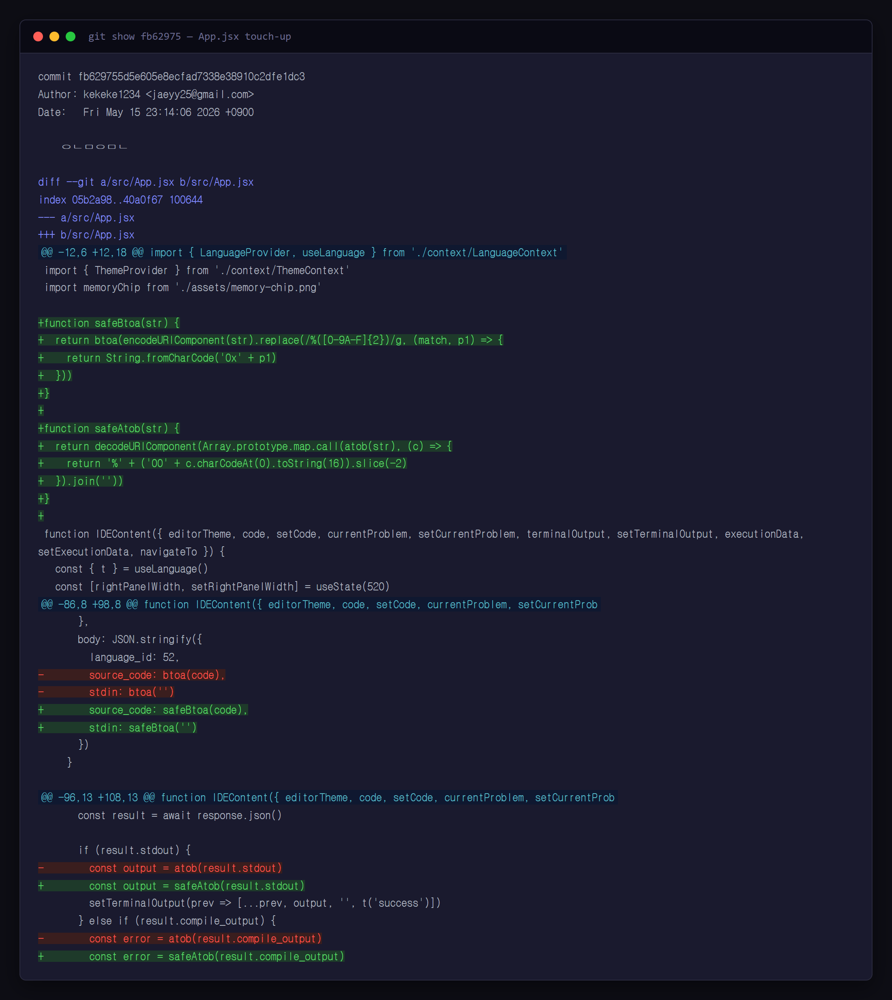 git show fb62975 — App.jsx touch-up
commit fb629755d5e605e8ecfad7338e38910c2dfe1dc3
Author: kekeke1234 <jaeyy25@gmail.com>
Date:   Fri May 15 23:14:06 2026 +0900
    ㅇㄴㅁㅇㅁㄴ
diff --git a/src/App.jsx b/src/App.jsx
index 05b2a98..40a0f67 100644
--- a/src/App.jsx
+++ b/src/App.jsx
@@ -12,6 +12,18 @@ import { LanguageProvider, useLanguage } from './context/LanguageContext'
 import { ThemeProvider } from './context/ThemeContext'
 import memoryChip from './assets/memory-chip.png'
+function safeBtoa(str) {
+  return btoa(encodeURIComponent(str).replace(/%([0-9A-F]{2})/g, (match, p1) => {
+    return String.fromCharCode('0x' + p1)
+  }))
+}
+
+function safeAtob(str) {
+  return decodeURIComponent(Array.prototype.map.call(atob(str), (c) => {
+    return '%' + ('00' + c.charCodeAt(0).toString(16)).slice(-2)
+  }).join(''))
+}
+
 function IDEContent({ editorTheme, code, setCode, currentProblem, setCurrentProblem, terminalOutput, setTerminalOutput, executionData,
setExecutionData, navigateTo }) {
   const { t } = useLanguage()
   const [rightPanelWidth, setRightPanelWidth] = useState(520)
@@ -86,8 +98,8 @@ function IDEContent({ editorTheme, code, setCode, currentProblem, setCurrentProb
       },
       body: JSON.stringify({
         language_id: 52,
-        source_code: btoa(code),
-        stdin: btoa('')
+        source_code: safeBtoa(code),
+        stdin: safeBtoa('')
       })
     }
@@ -96,13 +108,13 @@ function IDEContent({ editorTheme, code, setCode, currentProblem, setCurrentProb
       const result = await response.json()
       if (result.stdout) {
-        const output = atob(result.stdout)
+        const output = safeAtob(result.stdout)
         setTerminalOutput(prev => [...prev, output, '', t('success')])
       } else if (result.compile_output) {
-        const error = atob(result.compile_output)
+        const error = safeAtob(result.compile_output)